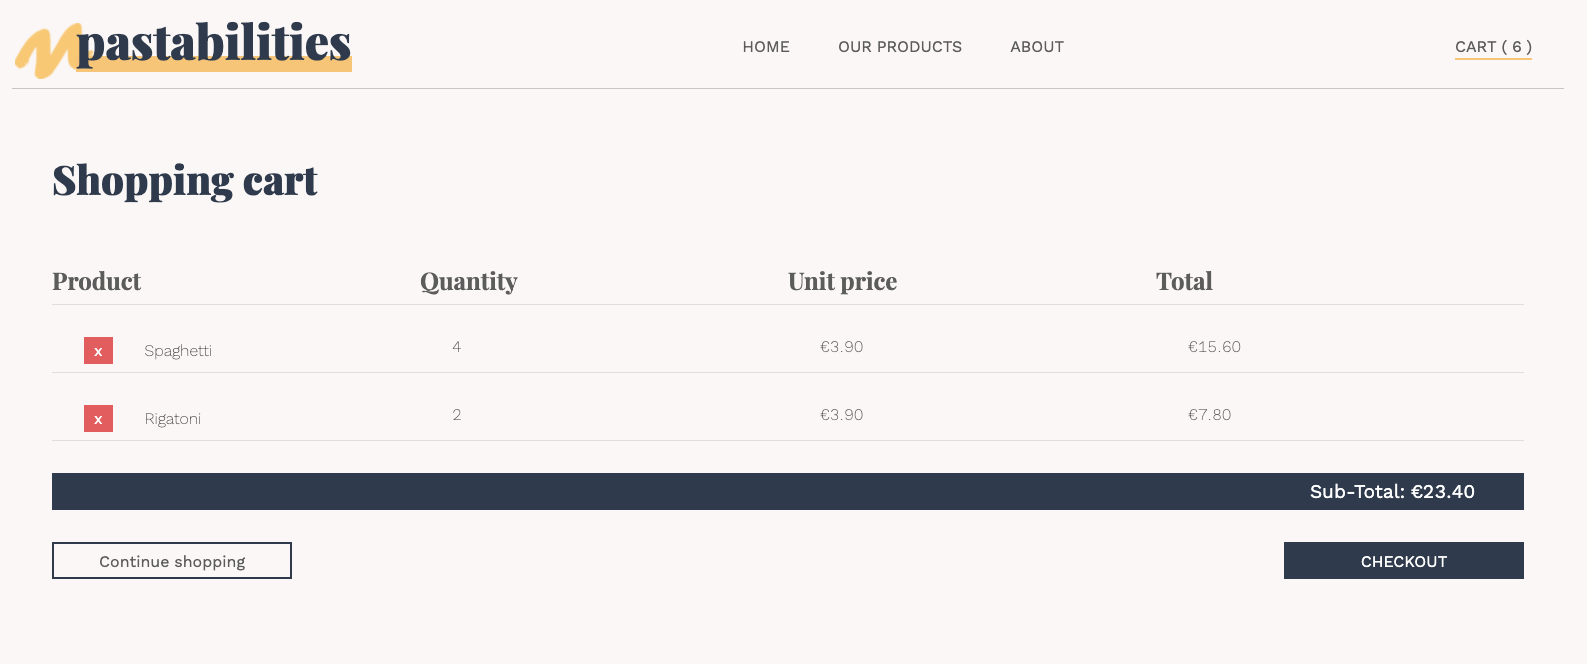 pastabilities HOME OUR PRODUCTS ABOUT CART ( 6 )
Shopping cart
Product Quantity Unit price Total
x Spaghetti 4 €3.90 €15.60
x Rigatoni 2 €3.90 €7.80
Sub-Total: €23.40
Continue shopping CHECKOUT